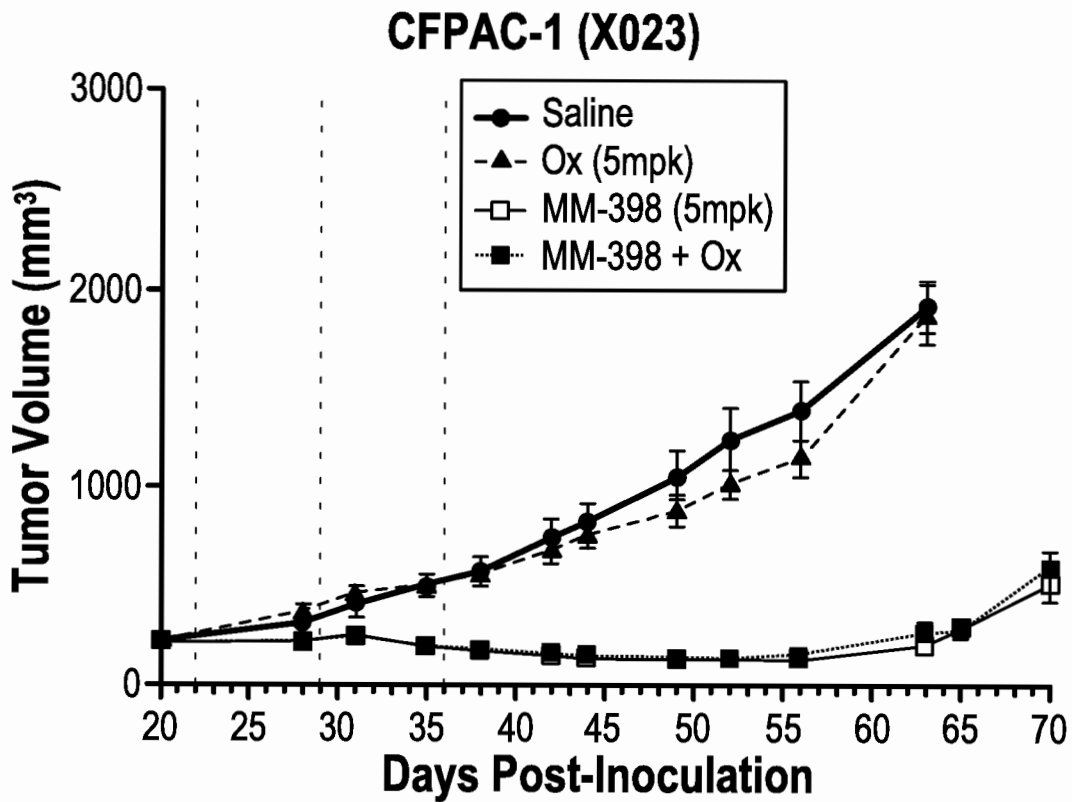 CFPAC-1 (X023)
3000
2000
1000
0
Tumor Volume (mm³)
Saline
Ox (5mpk)
MM-398 (5mpk)
MM-398 + Ox
20 25 30 35 40 45 50 55 60 65 70
Days Post-Inoculation